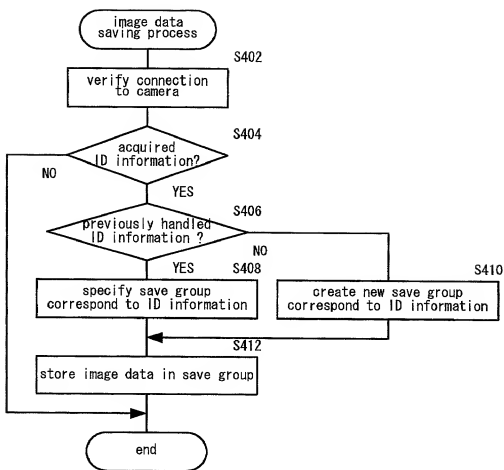 image data
saving process
S402
verify connection
to camera
S404
acquired
ID information?
NO
YES
S406
previously handled
ID information ?
NO
YES
S408
specify save group
correspond to ID information
S410
create new save group
correspond to ID information
S412
store image data in save group
end